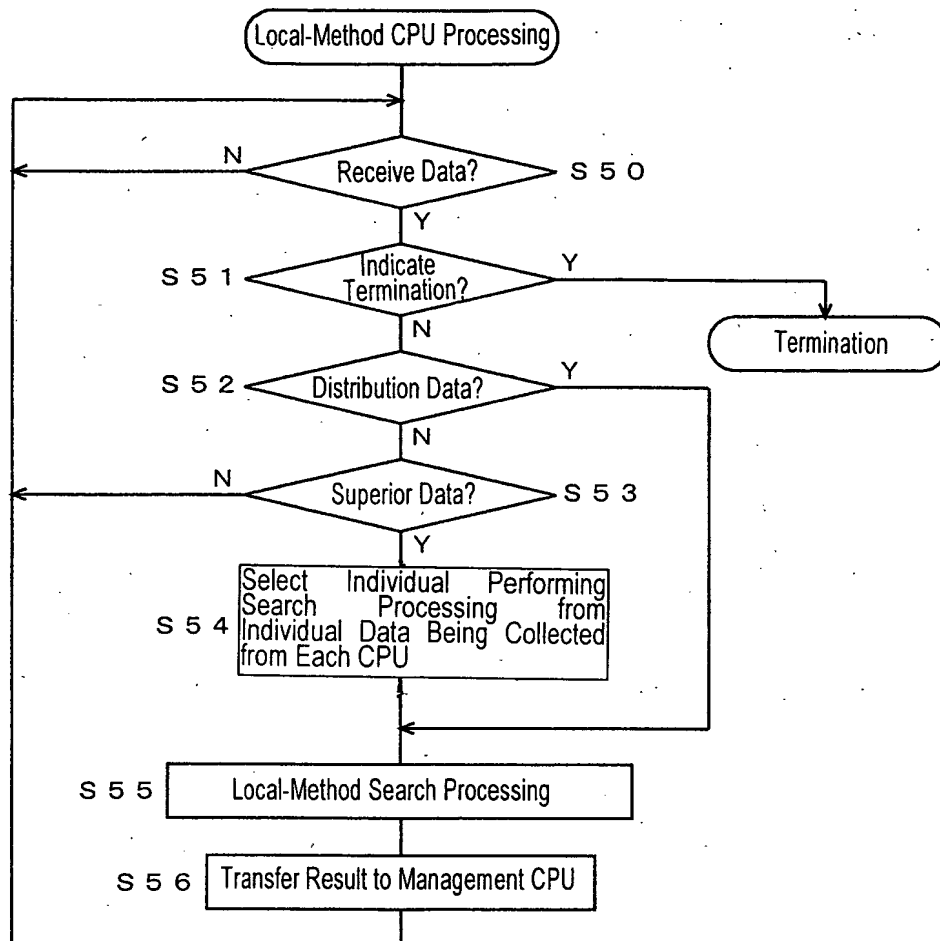 Local-Method CPU Processing
N
Receive Data?
S 5 0
Y
S 5 1
Indicate
Termination?
Y
N
Termination
S 5 2
Distribution Data?
Y
N
N
Superior Data?
S 5 3
Y
S 5 4
Select Individual Performing
Search Processing from
Individual Data Being Collected
from Each CPU
S 5 5
Local-Method Search Processing
S 5 6
Transfer Result to Management CPU